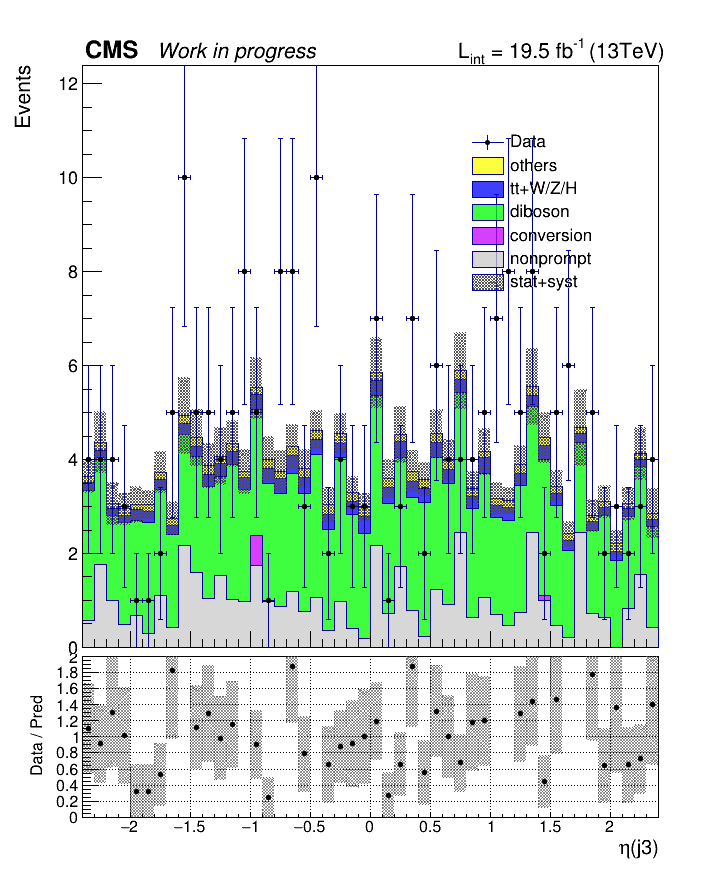 CMS Work in progress L_int = 19.5 fb^-1 (13TeV)
Events
12
10
8
6
4
2
0
Data
others
tt+W/Z/H
diboson
conversion
nonprompt
stat+syst
Data / Pred
2
1.8
1.6
1.4
1.2
1
0.8
0.6
0.4
0.2
0
−2 −1.5 −1 −0.5 0 0.5 1 1.5 2
η(j3)